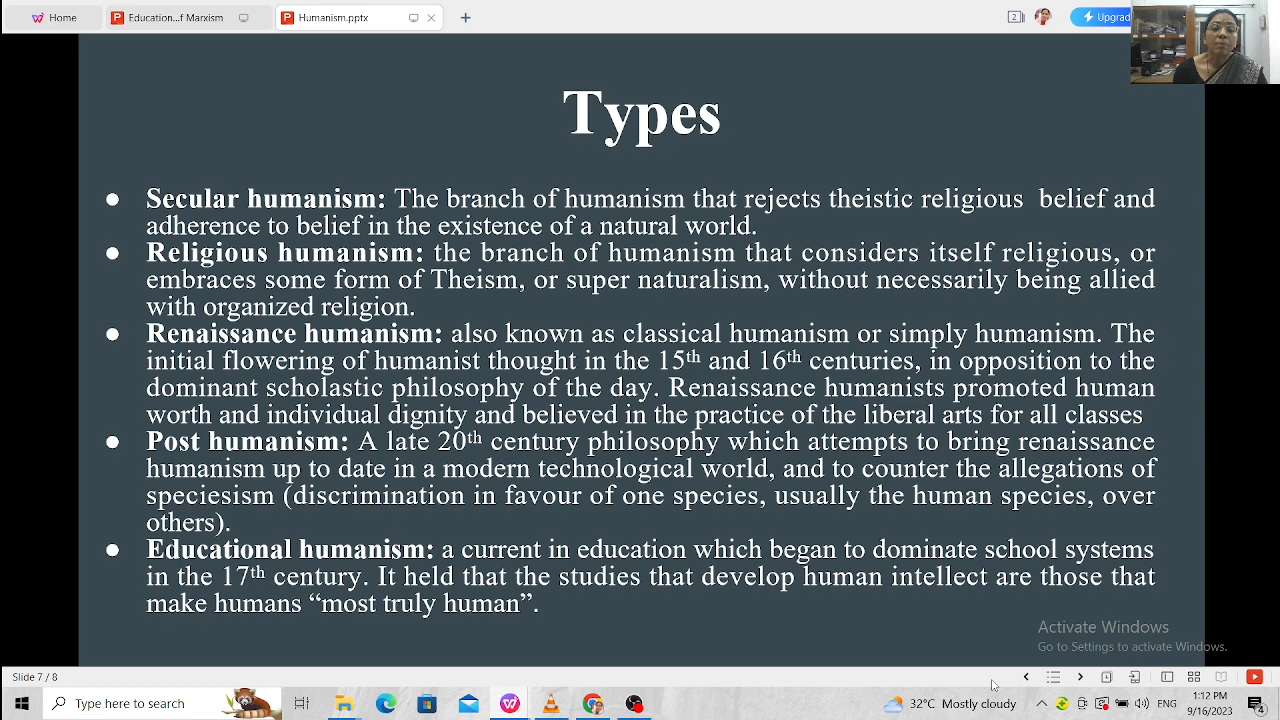 Home
Education...f Marxism
Humanism.pptx
2
Types
Secular humanism: The branch of humanism that rejects theistic religious belief and
adherence to belief in the existence of a natural world.
Religious humanism: the branch of humanism that considers itself religious, or
embraces some form of Theism, or super naturalism, without necessarily being allied
with organized religion.
Renaissance humanism: also known as classical humanism or simply humanism. The
initial flowering of humanist thought in the 15th and 16th centuries, in opposition to the
dominant scholastic philosophy of the day. Renaissance humanists promoted human
worth and individual dignity and believed in the practice of the liberal arts for all classes
Post humanism: A late 20th century philosophy which attempts to bring renaissance
humanism up to date in a modern technological world, and to counter the allegations of
speciesism (discrimination in favour of one species, usually the human species, over
others).
Educational humanism: a current in education which began to dominate school systems
in the 17th century. It held that the studies that develop human intellect are those that
make humans “most truly human”.
Activate Windows
Go to Settings to activate Windows.
Slide 7 / 8
Type here to search
32°C Mostly cloudy
ENG
1:12 PM
9/16/2023
4